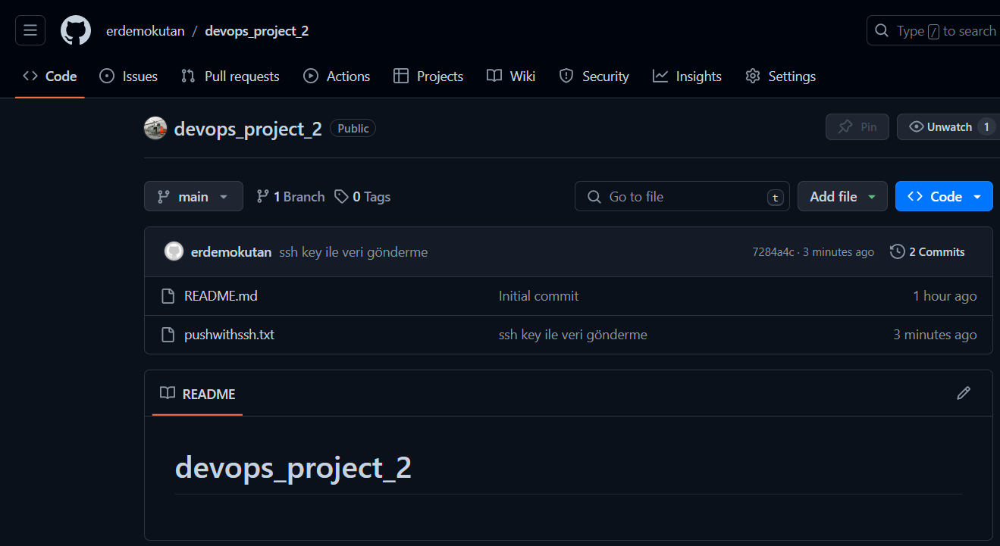 erdemokutan / devops_project_2
Type / to search
Code Issues Pull requests Actions Projects Wiki Security Insights Settings
devops_project_2 Public
Pin
Unwatch 1
main 1 Branch 0 Tags
Go to file t
Add file
Code
erdemokutan ssh key ile veri gönderme 7284a4c · 3 minutes ago 2 Commits
README.md Initial commit 1 hour ago
pushwithssh.txt ssh key ile veri gönderme 3 minutes ago
README
devops_project_2